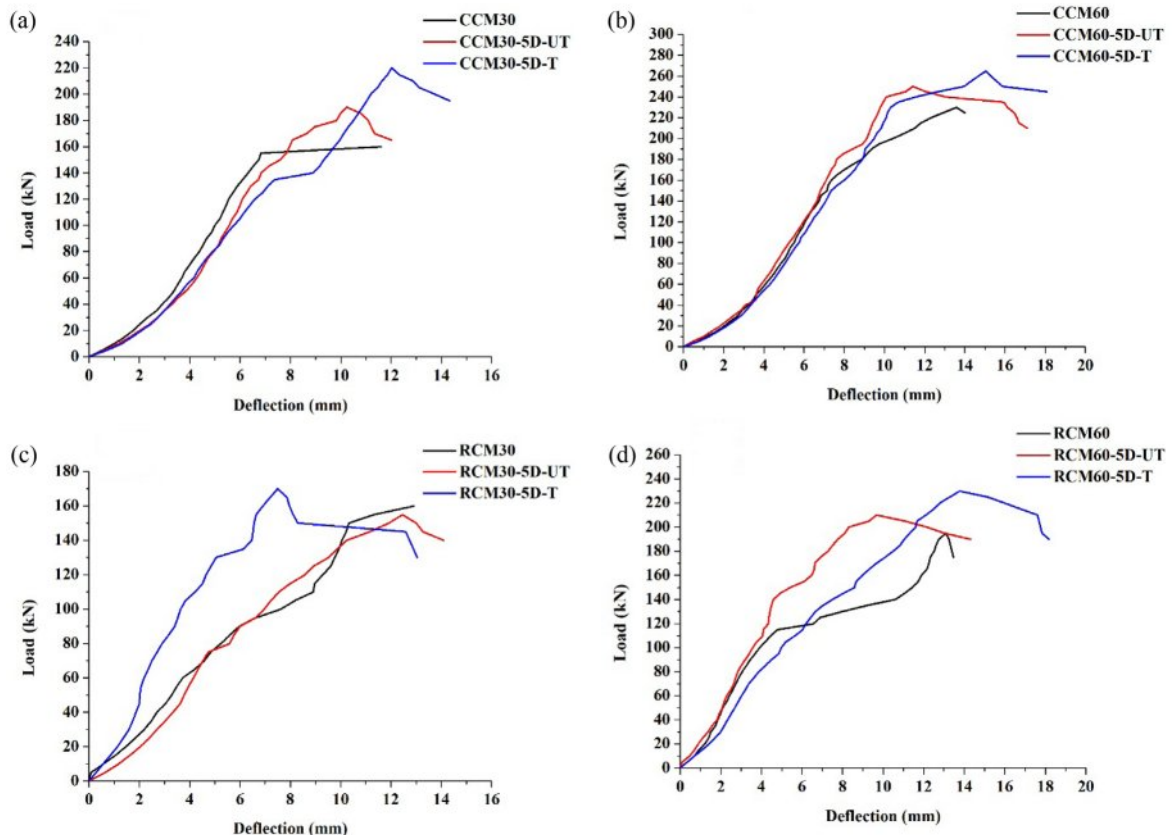 (a)
CCM30
CCM30-5D-UT
CCM30-5D-T
240
220
200
180
160
140
120
100
80
60
40
20
0
Load (kN)
0 2 4 6 8 10 12 14 16
Deflection (mm)
(b)
CCM60
CCM60-5D-UT
CCM60-5D-T
300
280
260
240
220
200
180
160
140
120
100
80
60
40
20
0
Load (kN)
0 2 4 6 8 10 12 14 16 18 20
Deflection (mm)
(c)
RCM30
RCM30-5D-UT
RCM30-5D-T
180
160
140
120
100
80
60
40
20
0
Load (kN)
0 2 4 6 8 10 12 14 16
Deflection (mm)
(d)
RCM60
RCM60-5D-UT
RCM60-5D-T
260
240
220
200
180
160
140
120
100
80
60
40
20
0
Load (kN)
0 2 4 6 8 10 12 14 16 18 20
Deflection (mm)